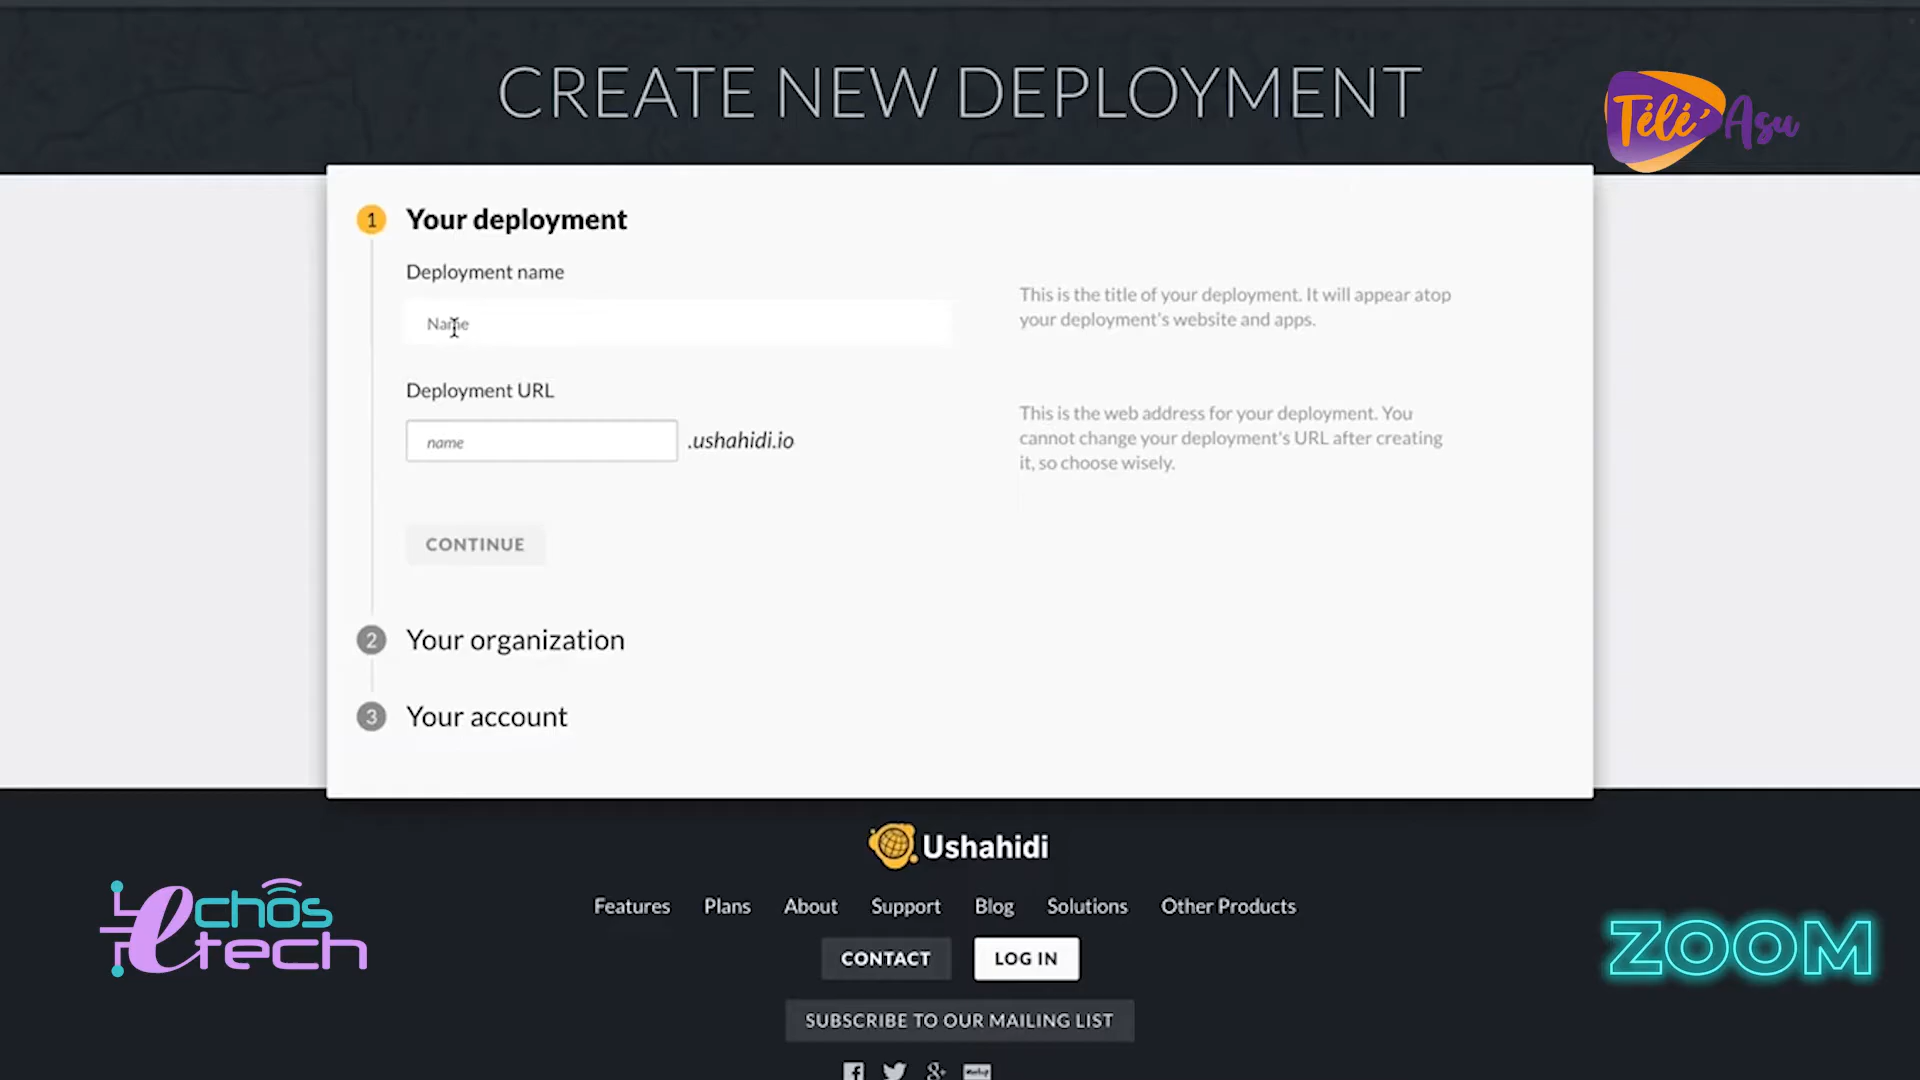 CREATE NEW DEPLOYMENT
Télé' Asu
1 Your deployment
Deployment name
Name
This is the title of your deployment. It will appear atop
your deployment's website and apps.
Deployment URL
name .ushahidi.io
This is the web address for your deployment. You
cannot change your deployment's URL after creating
it, so choose wisely.
CONTINUE
2 Your organization
3 Your account
Ushahidi
Features Plans About Support Blog Solutions Other Products
CONTACT LOG IN
SUBSCRIBE TO OUR MAILING LIST
echos
tech
ZOOM